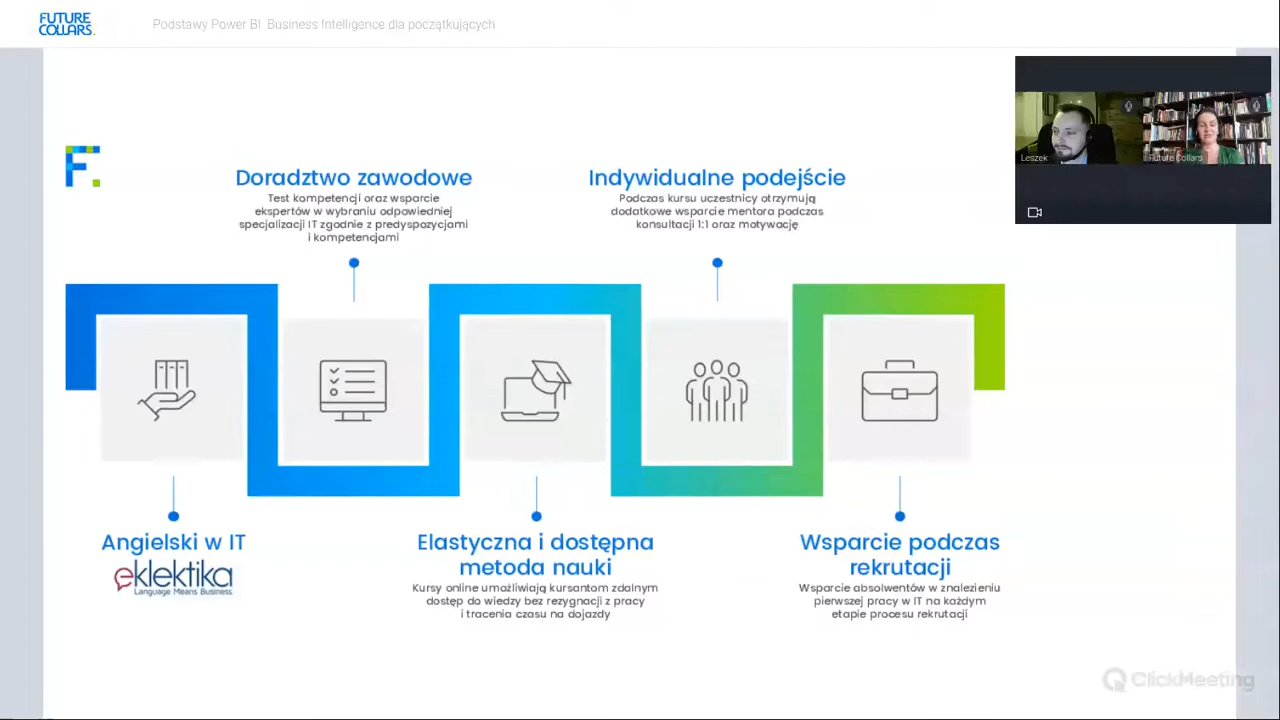 FUTURE
COLLARS.
Podstawy Power BI Business Intelligence dla początkujących
Leszek
Future Collars
F.
Doradztwo zawodowe
Test kompetencji oraz wsparcie
ekspertów w wybraniu odpowiedniej
specjalizacji IT zgodnie z predyspozycjami
i kompetencjami
Indywidualne podejście
Podczas kursu uczestnicy otrzymują
dodatkowe wsparcie mentora podczas
konsultacji 1:1 oraz motywację
Angielski w IT
eklektika
Language Means Business
Elastyczna i dostępna
metoda nauki
Kursy online umożliwiają kursantom zdalnym
dostęp do wiedzy bez rezygnacji z pracy
i tracenia czasu na dojazdy
Wsparcie podczas
rekrutacji
Wsparcie absolwentów w znalezieniu
pierwszej pracy w IT na każdym
etapie procesu rekrutacji
ClickMeeting